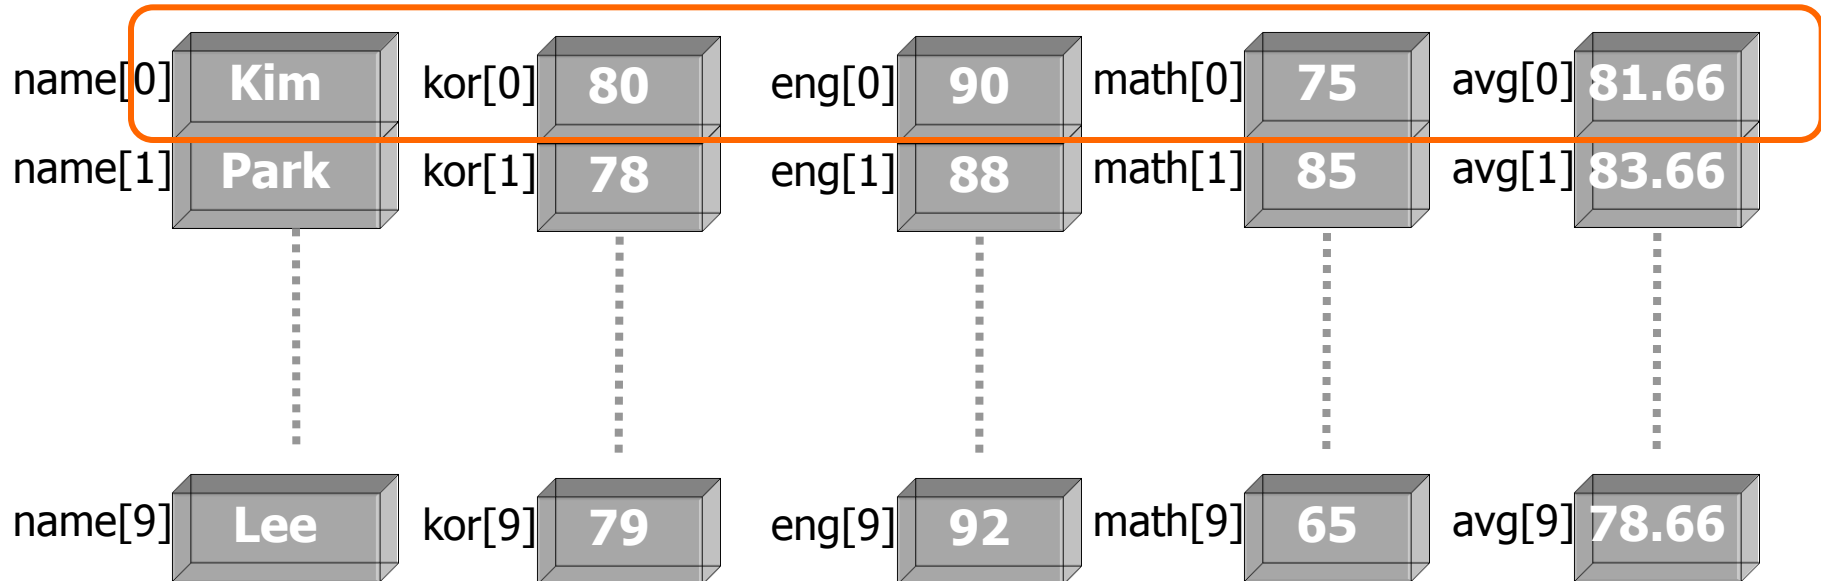 name[0] Kim kor[0] 80 eng[0] 90 math[0] 75 avg[0] 81.66
name[1] Park kor[1] 78 eng[1] 88 math[1] 85 avg[1] 83.66
name[9] Lee kor[9] 79 eng[9] 92 math[9] 65 avg[9] 78.66